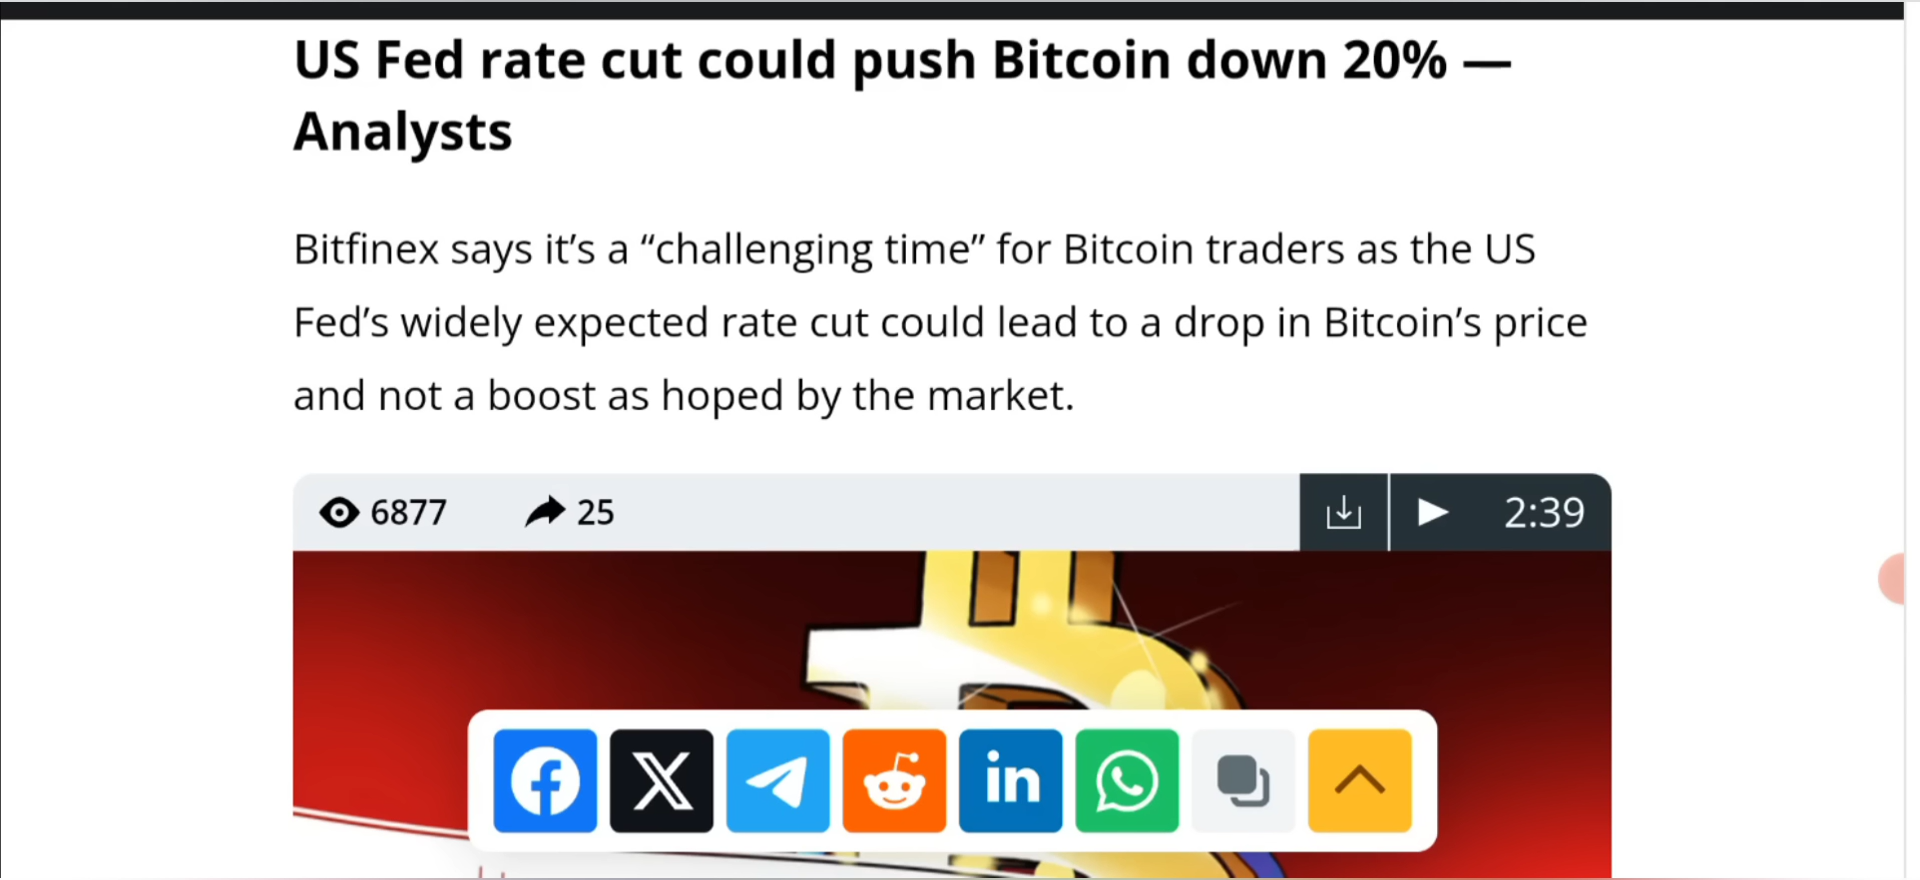 US Fed rate cut could push Bitcoin down 20% —
Analysts
Bitfinex says it’s a “challenging time” for Bitcoin traders as the US
Fed’s widely expected rate cut could lead to a drop in Bitcoin’s price
and not a boost as hoped by the market.
6877 25 2:39